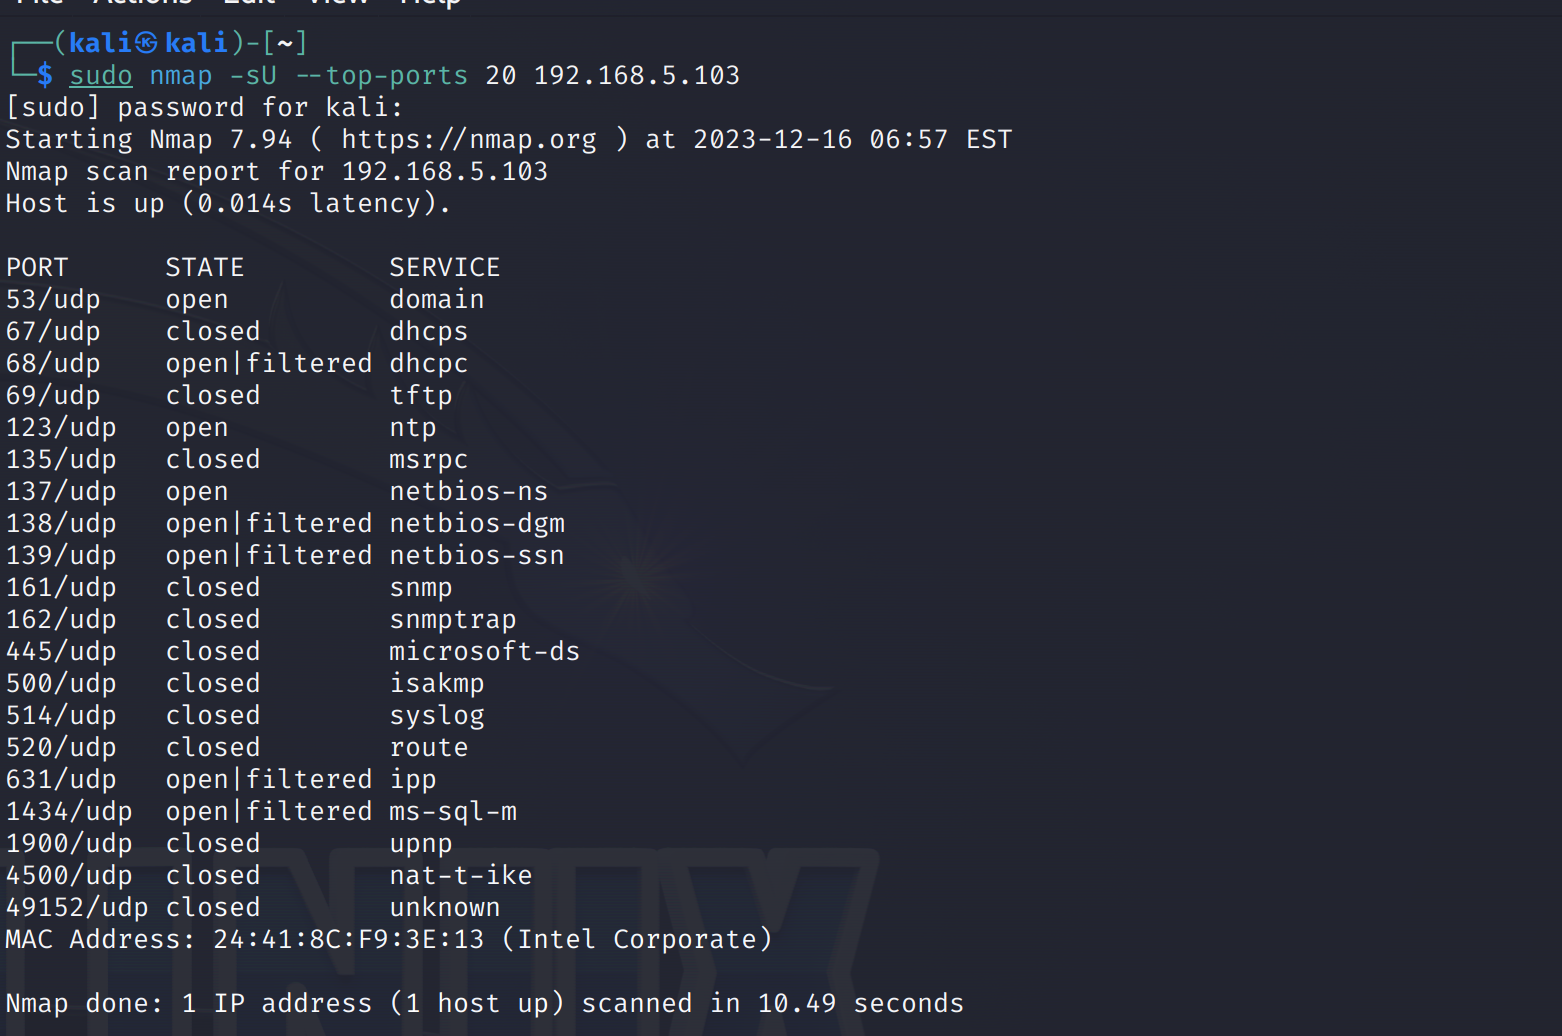 File Actions Edit View Help
(kali㉿kali)-[~]
$ sudo nmap -sU --top-ports 20 192.168.5.103
[sudo] password for kali:
Starting Nmap 7.94 ( https://nmap.org ) at 2023-12-16 06:57 EST
Nmap scan report for 192.168.5.103
Host is up (0.014s latency).
PORT STATE SERVICE
53/udp open domain
67/udp closed dhcps
68/udp open|filtered dhcpc
69/udp closed tftp
123/udp open ntp
135/udp closed msrpc
137/udp open netbios-ns
138/udp open|filtered netbios-dgm
139/udp open|filtered netbios-ssn
161/udp closed snmp
162/udp closed snmptrap
445/udp closed microsoft-ds
500/udp closed isakmp
514/udp closed syslog
520/udp closed route
631/udp open|filtered ipp
1434/udp open|filtered ms-sql-m
1900/udp closed upnp
4500/udp closed nat-t-ike
49152/udp closed unknown
MAC Address: 24:41:8C:F9:3E:13 (Intel Corporate)
Nmap done: 1 IP address (1 host up) scanned in 10.49 seconds